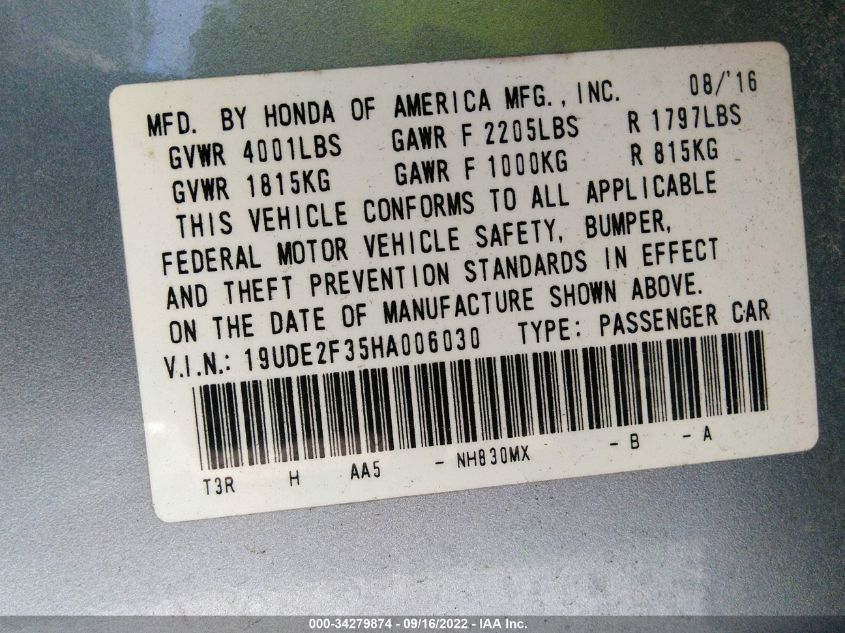 MFD. BY HONDA OF AMERICA MFG., INC. 08/'16
GVWR 4001LBS GAWR F 2205LBS R 1797LBS
GVWR 1815KG GAWR F 1000KG R 815KG
THIS VEHICLE CONFORMS TO ALL APPLICABLE
FEDERAL MOTOR VEHICLE SAFETY, BUMPER,
AND THEFT PREVENTION STANDARDS IN EFFECT
ON THE DATE OF MANUFACTURE SHOWN ABOVE.
V.I.N.: 19UDE2F35HA006030 TYPE: PASSENGER CAR
T3R H AA5 - NH830MX - B - A
000-34279874 - 09/16/2022 - IAA Inc.